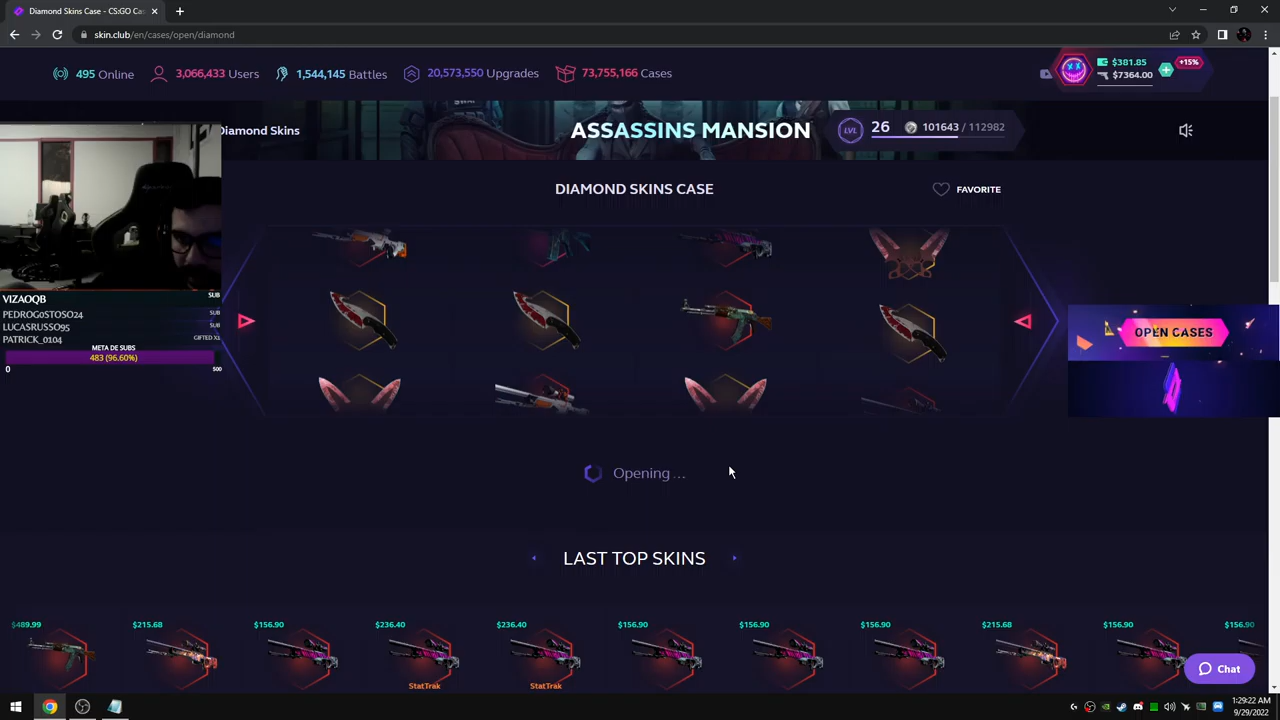 Diamond Skins Case - CS:GO Cas
skin.club/en/cases/open/diamond
495 Online
3,066,433 Users
1,544,145 Battles
20,573,550 Upgrades
73,755,166 Cases
$381.85
$7364.00
+15%
Diamond Skins
ASSASSINS MANSION
LVL
26
101643 / 112982
DIAMOND SKINS CASE
FAVORITE
VIZAOQB SUB
PEDROG0STOSO24 SUB
LUCASRUSSO95 SUB
PATRICK_0104 GIFTED X1
META DE SUBS
483 (96.60%)
0 500
OPEN CASES
Opening ...
LAST TOP SKINS
$489.99 $215.68 $156.90 $236.40 $236.40 $156.90 $156.90 $156.90 $215.68 $156.90 $156.90
StatTrak StatTrak
Chat
1:29:22 AM
9/29/2022